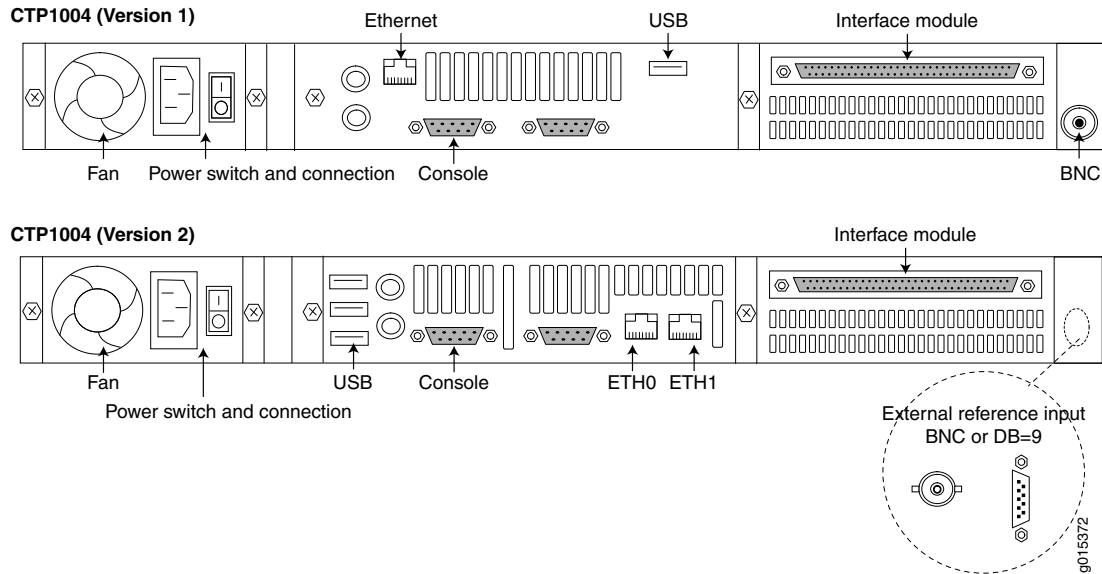 CTP1004 (Version 1)
Ethernet
USB
Interface module
Fan
Power switch and connection
Console
BNC
CTP1004 (Version 2)
Interface module
Fan
USB
Console
ETH0
ETH1
Power switch and connection
External reference input
BNC or DB=9
g015372